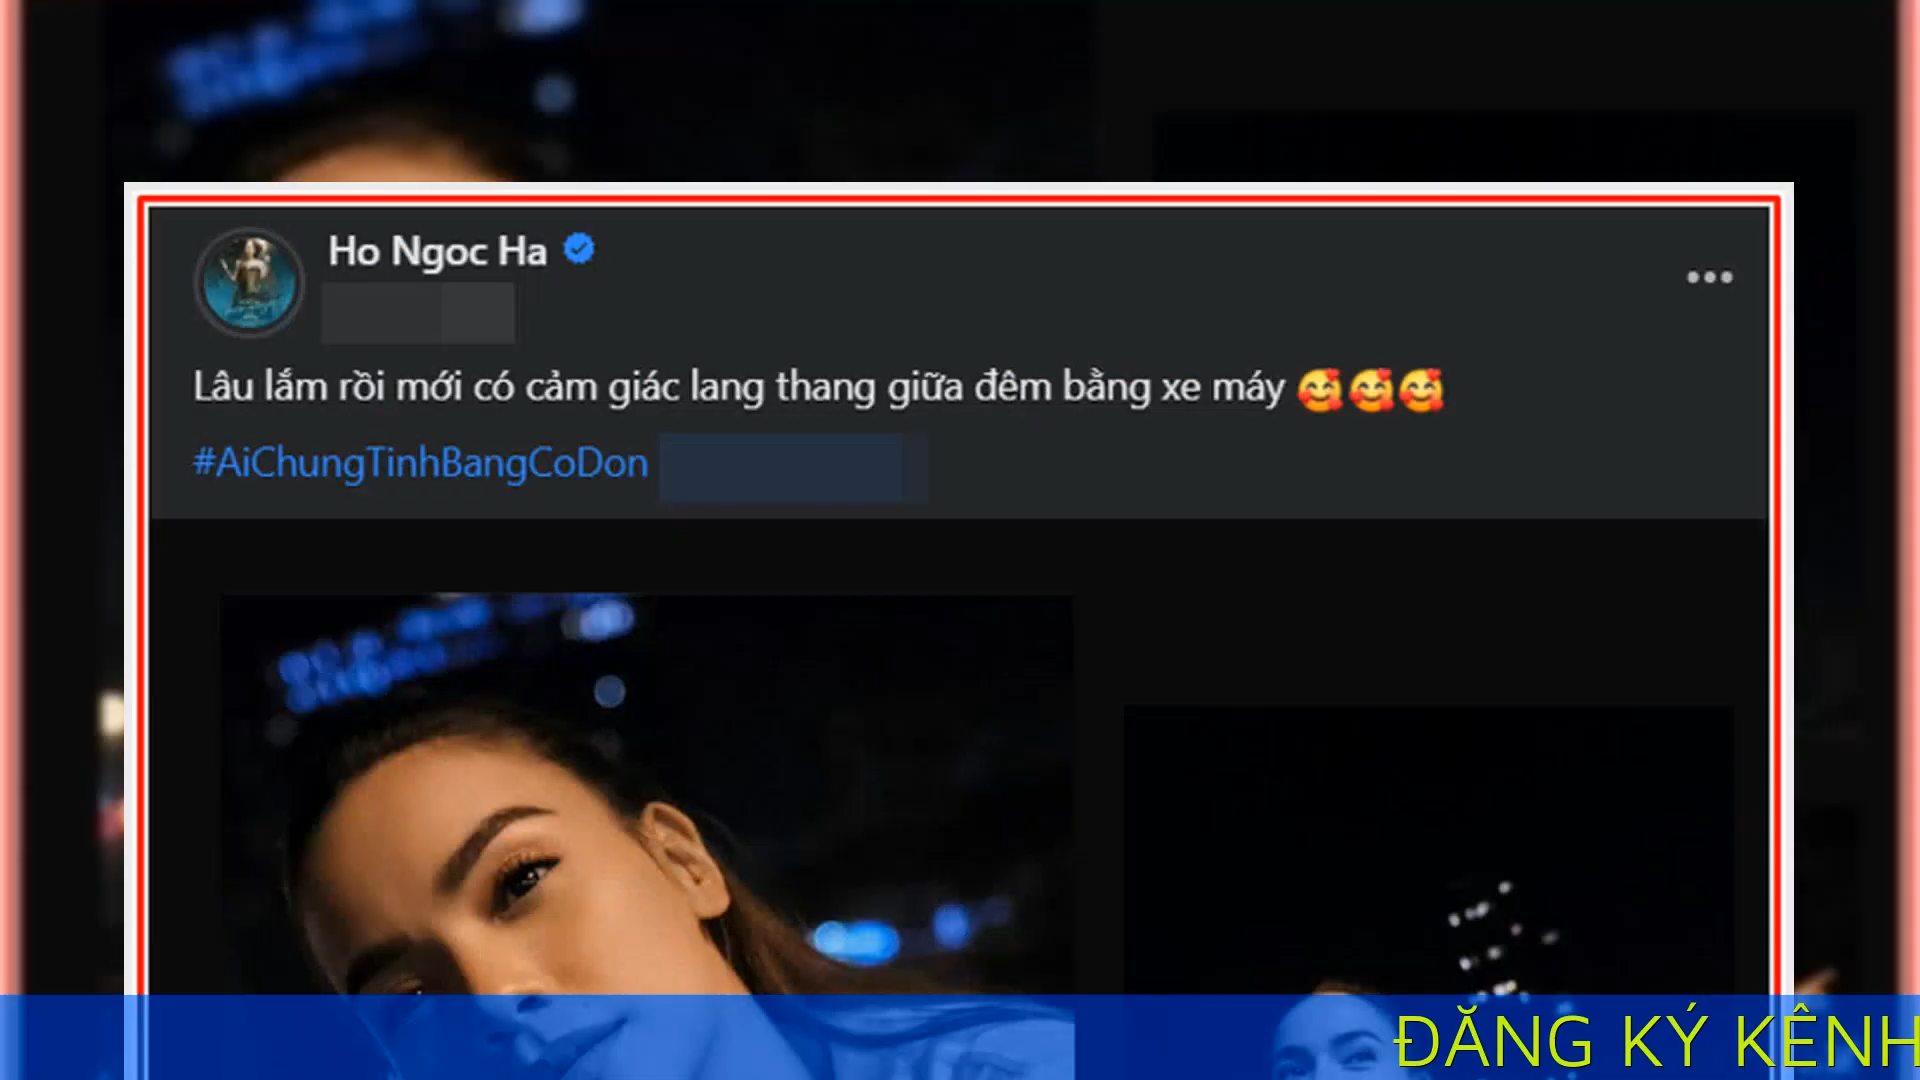 Ho Ngoc Ha
Lâu lắm rồi mới có cảm giác lang thang giữa đêm bằng xe máy 🥰🥰🥰
#AiChungTinhBangCoDon
ĐĂNG KÝ KÊNH